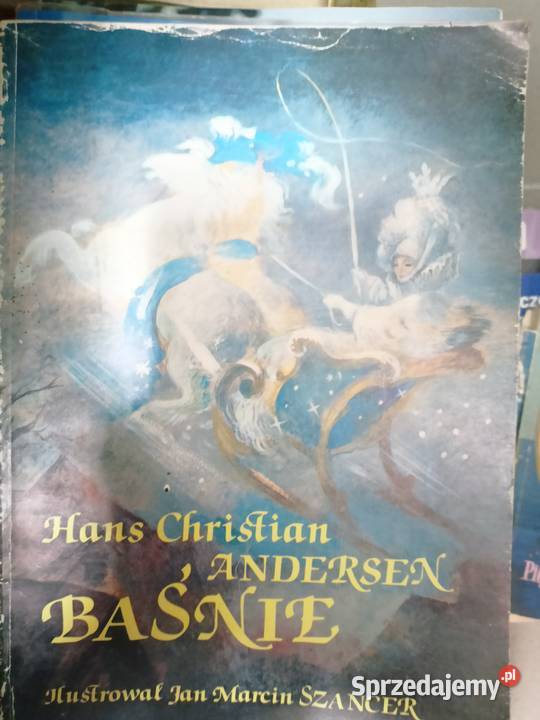 Hans Christian
ANDERSEN
BAŚNIE
Ilustrował Jan Marcin SZANCER
Sprzedajemy.pl